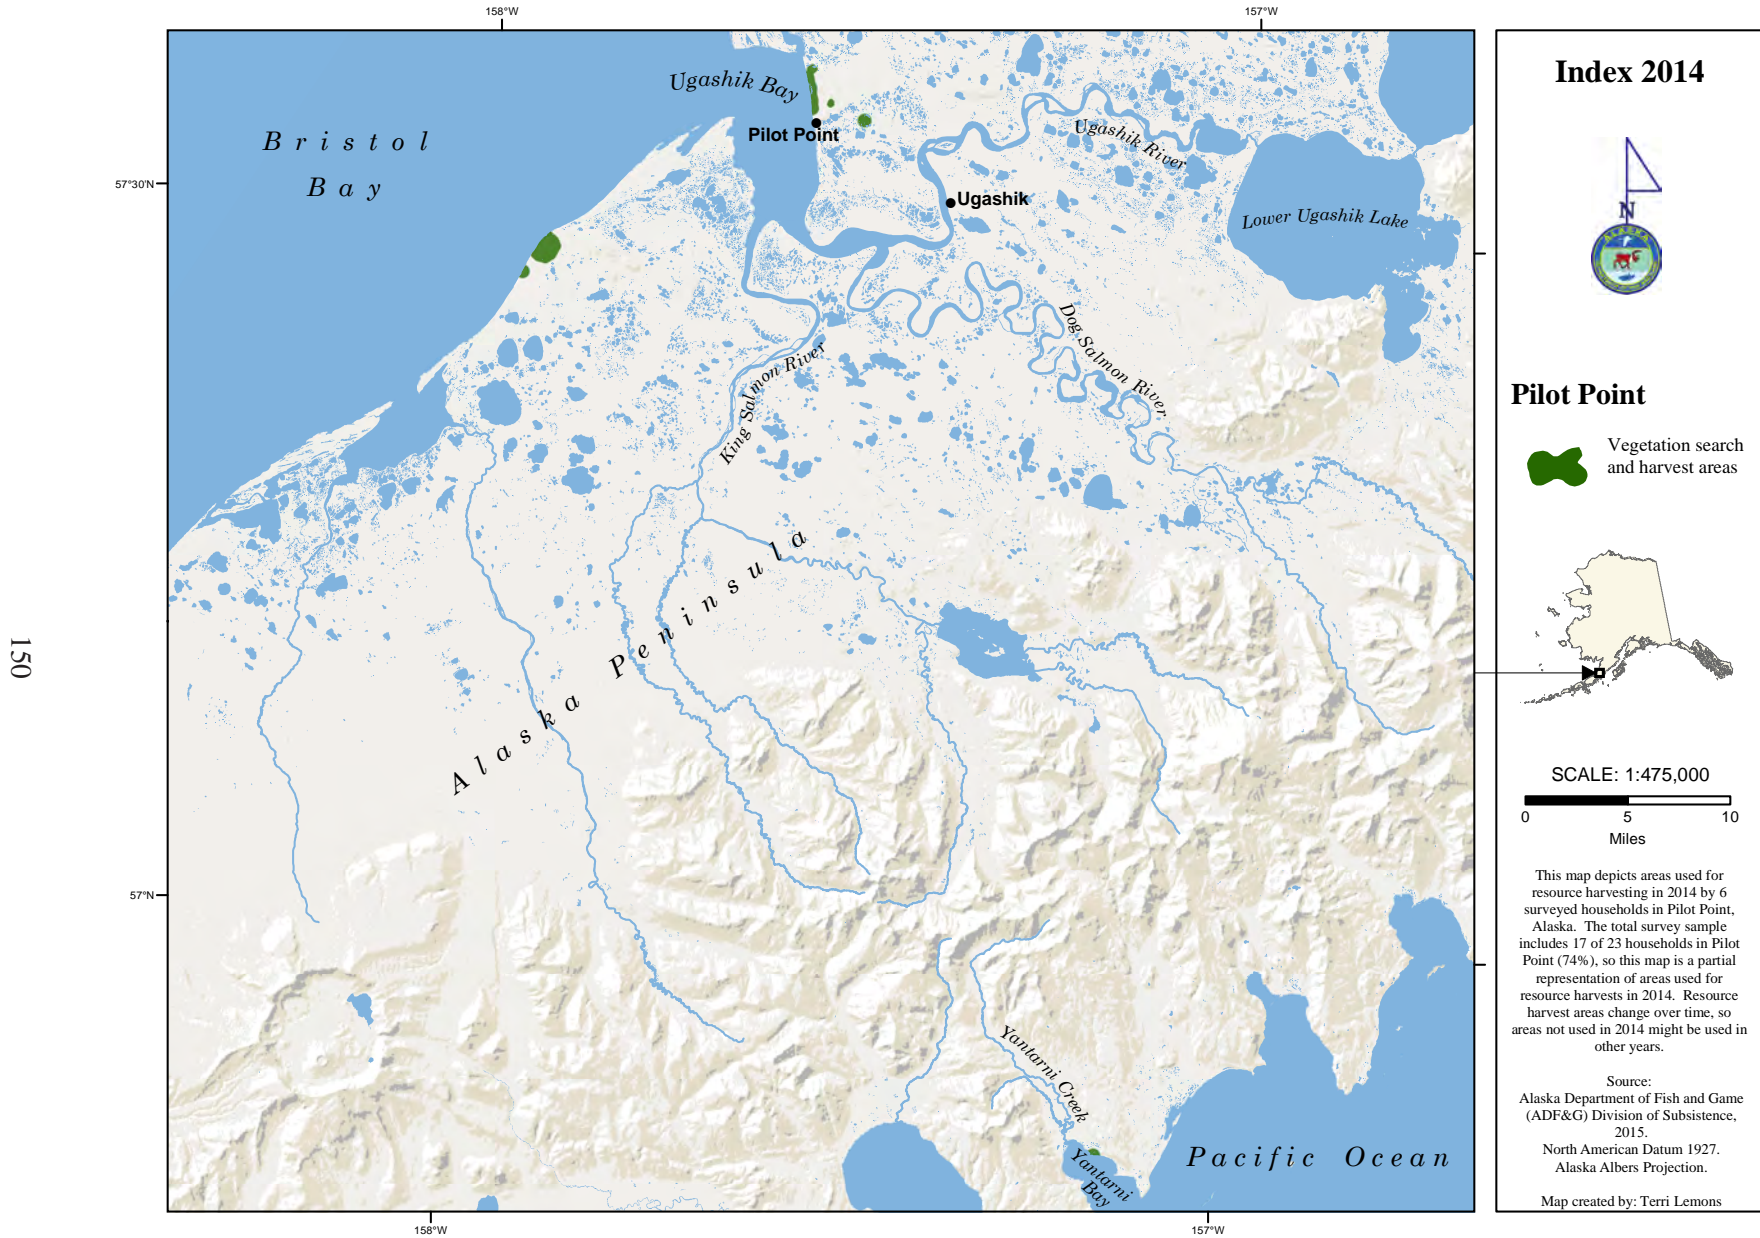 158°W
157°W
Ugashik Bay
Bristol
Bay
Pilot Point
Ugashik River
57°30'N
Ugashik
Lower Ugashik Lake
Dog Salmon River
King Salmon River
Alaska Peninsula
57°N
Yantarni Creek
Yantarni
Bay
Pacific Ocean
158°W
157°W
150
Index 2014
N
ALASKA
Pilot Point
Vegetation search
and harvest areas
SCALE: 1:475,000
0 5 10
Miles
This map depicts areas used for
resource harvesting in 2014 by 6
surveyed households in Pilot Point,
Alaska. The total survey sample
includes 17 of 23 households in Pilot
Point (74%), so this map is a partial
representation of areas used for
resource harvests in 2014. Resource
harvest areas change over time, so
areas not used in 2014 might be used in
other years.
Source:
Alaska Department of Fish and Game
(ADF&G) Division of Subsistence,
2015.
North American Datum 1927.
Alaska Albers Projection.
Map created by: Terri Lemons